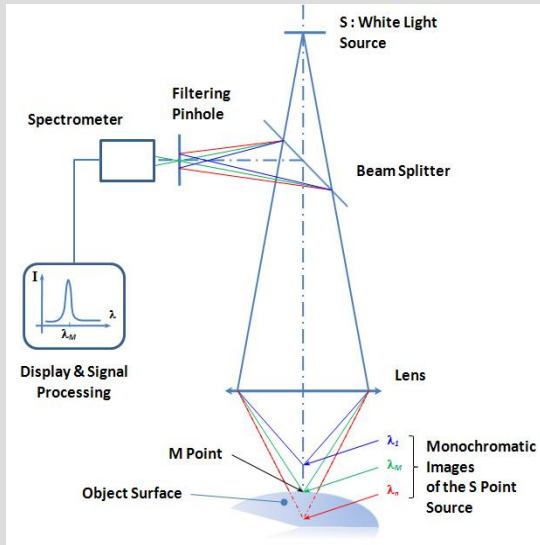 S : White Light
Source
Filtering
Pinhole
Spectrometer
Beam Splitter
I
λ
λM
Display & Signal
Processing
Lens
M Point
Object Surface
λ1
λM
λn
Monochromatic
Images
of the S Point
Source